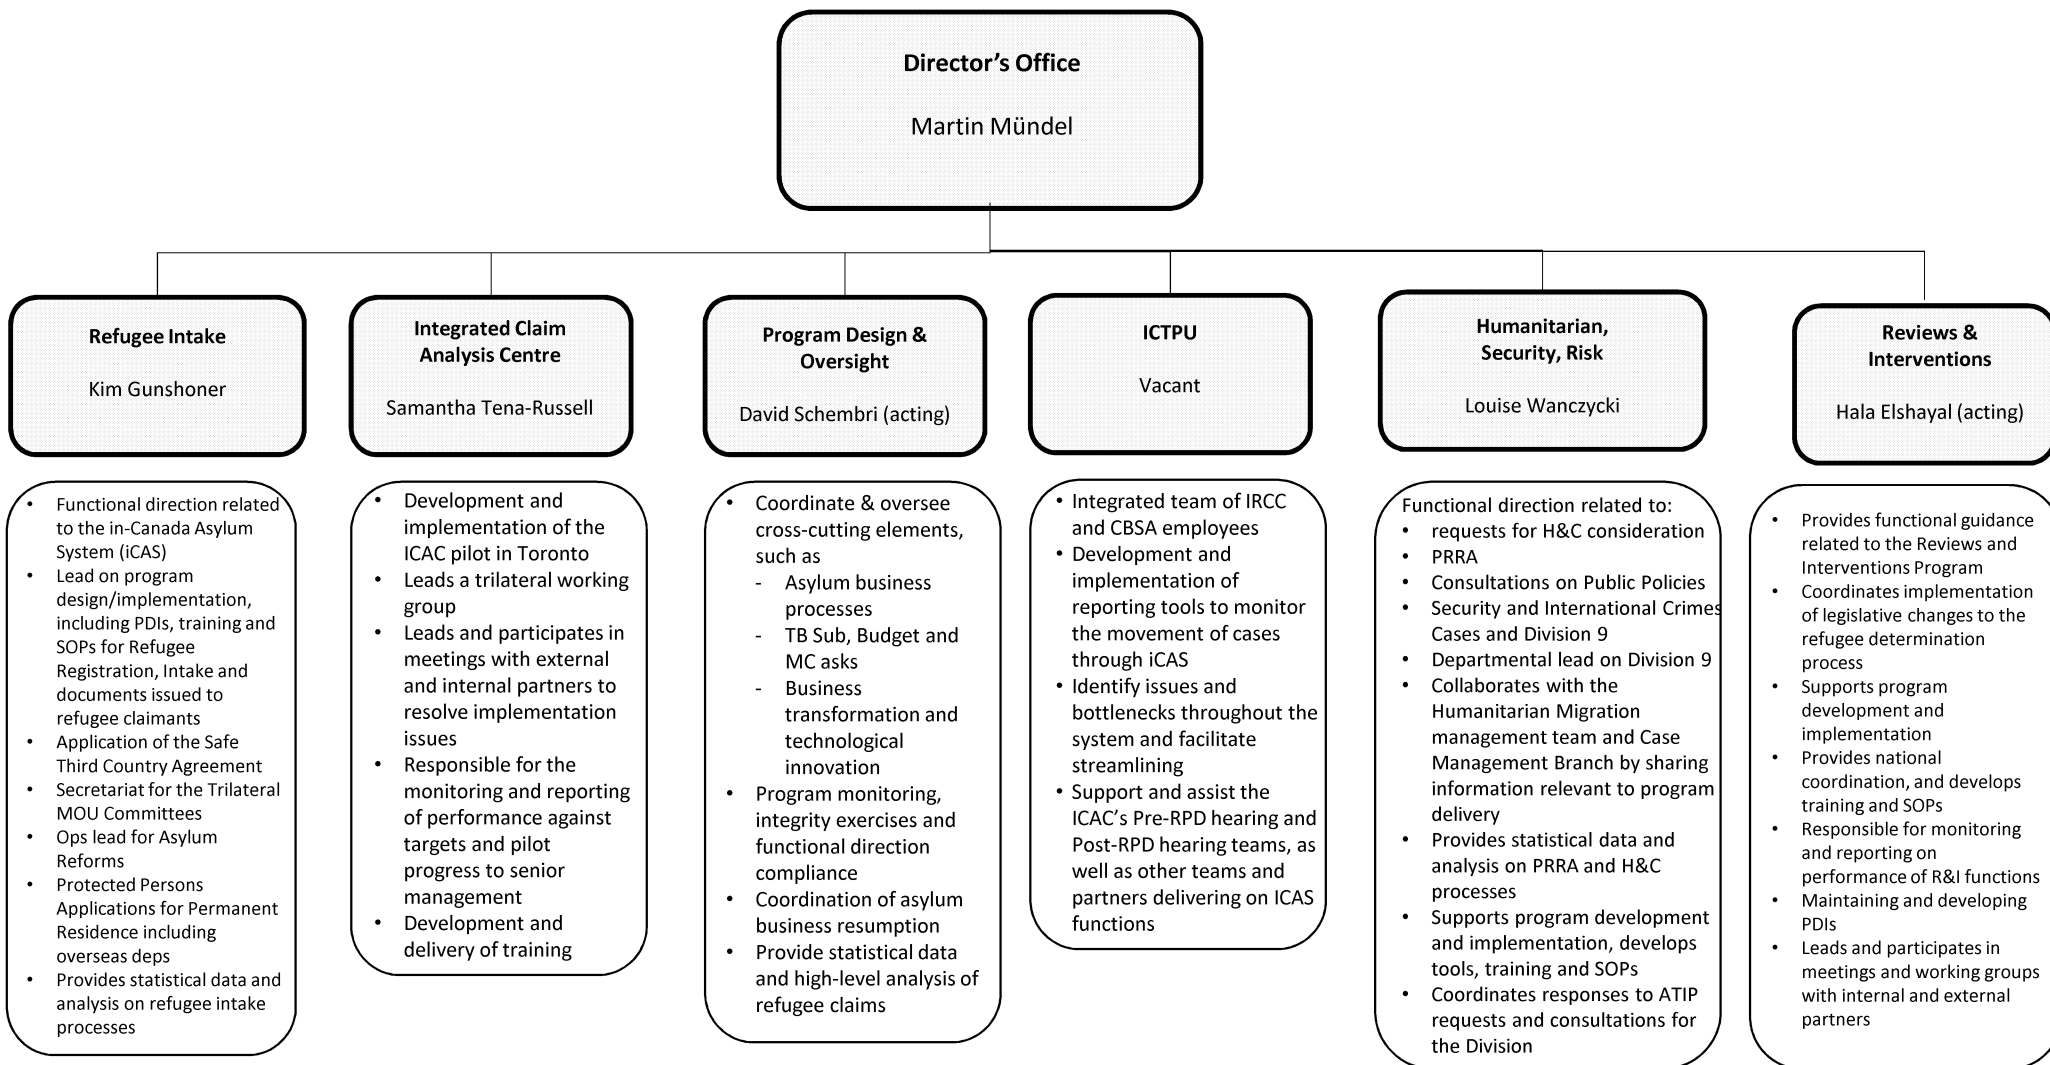 Director's Office
Martin Mündel
Refugee Intake
Kim Gunshoner
Integrated Claim
Analysis Centre
Samantha Tena-Russell
Program Design &
Oversight
David Schembri (acting)
ICTPU
Vacant
Humanitarian,
Security, Risk
Louise Wanczycki
Reviews &
Interventions
Hala Elshayal (acting)
• Functional direction related
to the in-Canada Asylum
System (iCAS)
• Lead on program
design/implementation,
including PDIs, training and
SOPs for Refugee
Registration, Intake and
documents issued to
refugee claimants
• Application of the Safe
Third Country Agreement
• Secretariat for the Trilateral
MOU Committees
• Ops lead for Asylum
Reforms
• Protected Persons
Applications for Permanent
Residence including
overseas deps
• Provides statistical data and
analysis on refugee intake
processes
• Development and
implementation of the
ICAC pilot in Toronto
• Leads a trilateral working
group
• Leads and participates in
meetings with external
and internal partners to
resolve implementation
issues
• Responsible for the
monitoring and reporting
of performance against
targets and pilot
progress to senior
management
• Development and
delivery of training
• Coordinate & oversee
cross-cutting elements,
such as
- Asylum business
processes
- TB Sub, Budget and
MC asks
- Business
transformation and
technological
innovation
• Program monitoring,
integrity exercises and
functional direction
compliance
• Coordination of asylum
business resumption
• Provide statistical data
and high-level analysis of
refugee claims
• Integrated team of IRCC
and CBSA employees
• Development and
implementation of
reporting tools to monitor
the movement of cases
through iCAS
• Identify issues and
bottlenecks throughout the
system and facilitate
streamlining
• Support and assist the
ICAC's Pre-RPD hearing and
Post-RPD hearing teams, as
well as other teams and
partners delivering on ICAS
functions
Functional direction related to:
• requests for H&C consideration
• PRRA
• Consultations on Public Policies
• Security and International Crimes
Cases and Division 9
• Departmental lead on Division 9
• Collaborates with the
Humanitarian Migration
management team and Case
Management Branch by sharing
information relevant to program
delivery
• Provides statistical data and
analysis on PRRA and H&C
processes
• Supports program development
and implementation, develops
tools, training and SOPs
• Coordinates responses to ATIP
requests and consultations for
the Division
• Provides functional guidance
related to the Reviews and
Interventions Program
• Coordinates implementation
of legislative changes to the
refugee determination
process
• Supports program
development and
implementation
• Provides national
coordination, and develops
training and SOPs
• Responsible for monitoring
and reporting on
performance of R&I functions
• Maintaining and developing
PDIs
• Leads and participates in
meetings and working groups
with internal and external
partners